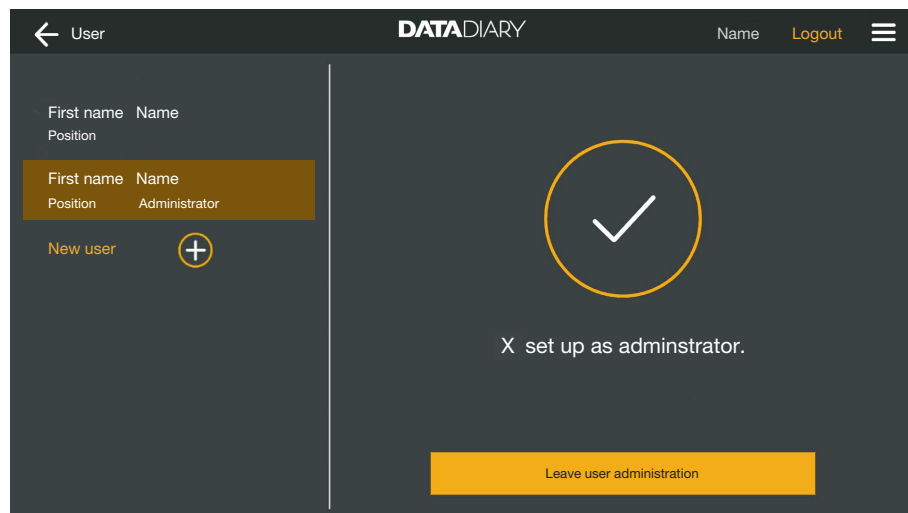 User
DATADIARY
Name
Logout
First name Name
Position
First name Name
Position Administrator
New user
X set up as adminstrator.
Leave user administration